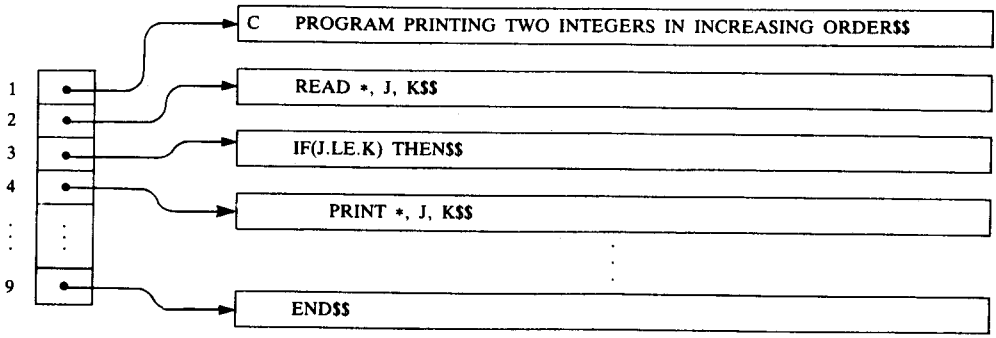 C PROGRAM PRINTING TWO INTEGERS IN INCREASING ORDER$$
1
READ *, J, K$$
2
3
IF(J.LE.K) THEN$$
4
PRINT *, J, K$$
9
END$$